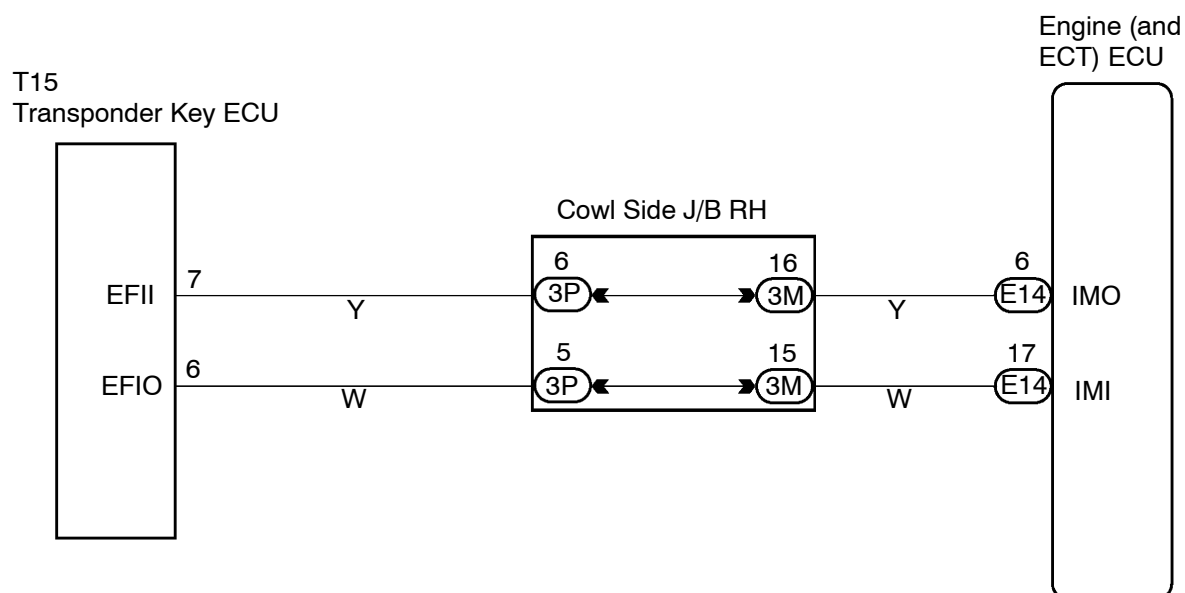 Engine (and
ECT) ECU
T15
Transponder Key ECU
Cowl Side J/B RH
EFII 7 Y 6 3P 16 3M Y 6 E14 IMO
EFIO 6 W 5 3P 15 3M W 17 E14 IMI